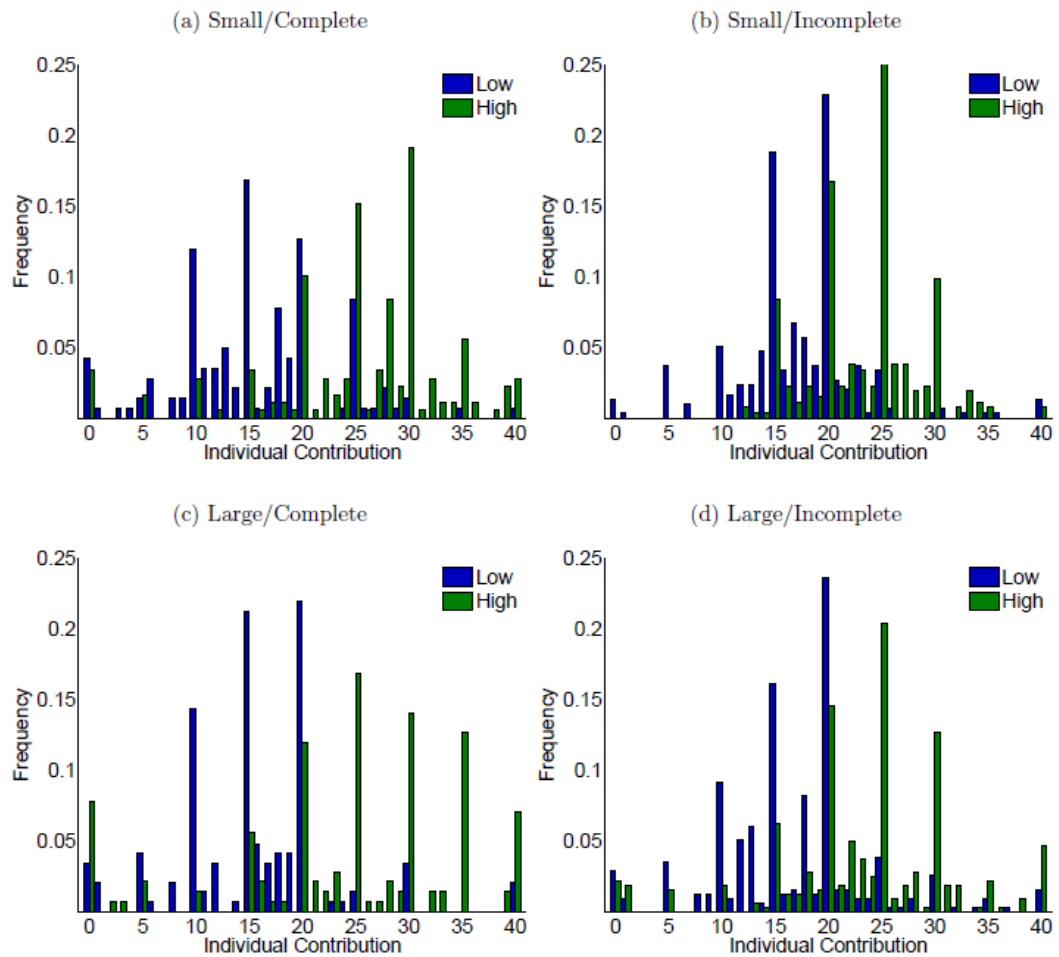 (a) Small/Complete
0.25
0.2
0.15
0.1
0.05
Frequency
Low
High
0 5 10 15 20 25 30 35 40
Individual Contribution
(b) Small/Incomplete
0.25
0.2
0.15
0.1
0.05
Frequency
Low
High
0 5 10 15 20 25 30 35 40
Individual Contribution
(c) Large/Complete
0.25
0.2
0.15
0.1
0.05
Frequency
Low
High
0 5 10 15 20 25 30 35 40
Individual Contribution
(d) Large/Incomplete
0.25
0.2
0.15
0.1
0.05
Frequency
Low
High
0 5 10 15 20 25 30 35 40
Individual Contribution